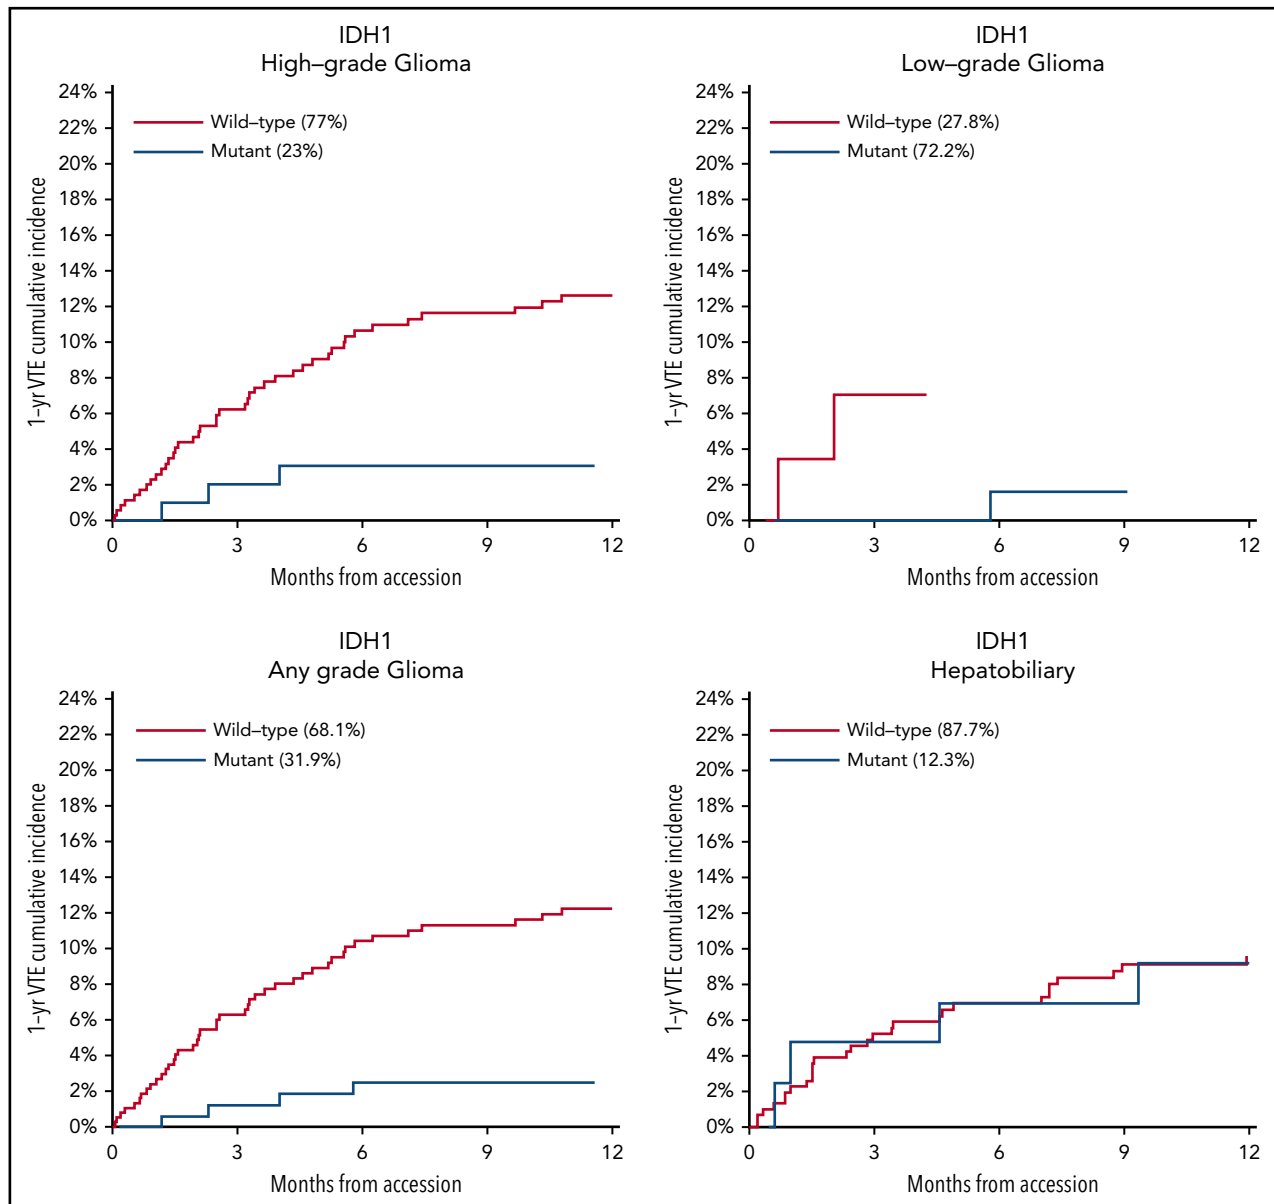 IDH1
High–grade Glioma
24%
22%
20%
18%
16%
14%
12%
10%
8%
6%
4%
2%
0%
1–yr VTE cumulative incidence
Wild–type (77%)
Mutant (23%)
0 3 6 9 12
Months from accession
IDH1
Low–grade Glioma
24%
22%
20%
18%
16%
14%
12%
10%
8%
6%
4%
2%
0%
1–yr VTE cumulative incidence
Wild–type (27.8%)
Mutant (72.2%)
0 3 6 9 12
Months from accession
IDH1
Any grade Glioma
24%
22%
20%
18%
16%
14%
12%
10%
8%
6%
4%
2%
0%
1–yr VTE cumulative incidence
Wild–type (68.1%)
Mutant (31.9%)
0 3 6 9 12
Months from accession
IDH1
Hepatobiliary
24%
22%
20%
18%
16%
14%
12%
10%
8%
6%
4%
2%
0%
1–yr VTE cumulative incidence
Wild–type (87.7%)
Mutant (12.3%)
0 3 6 9 12
Months from accession